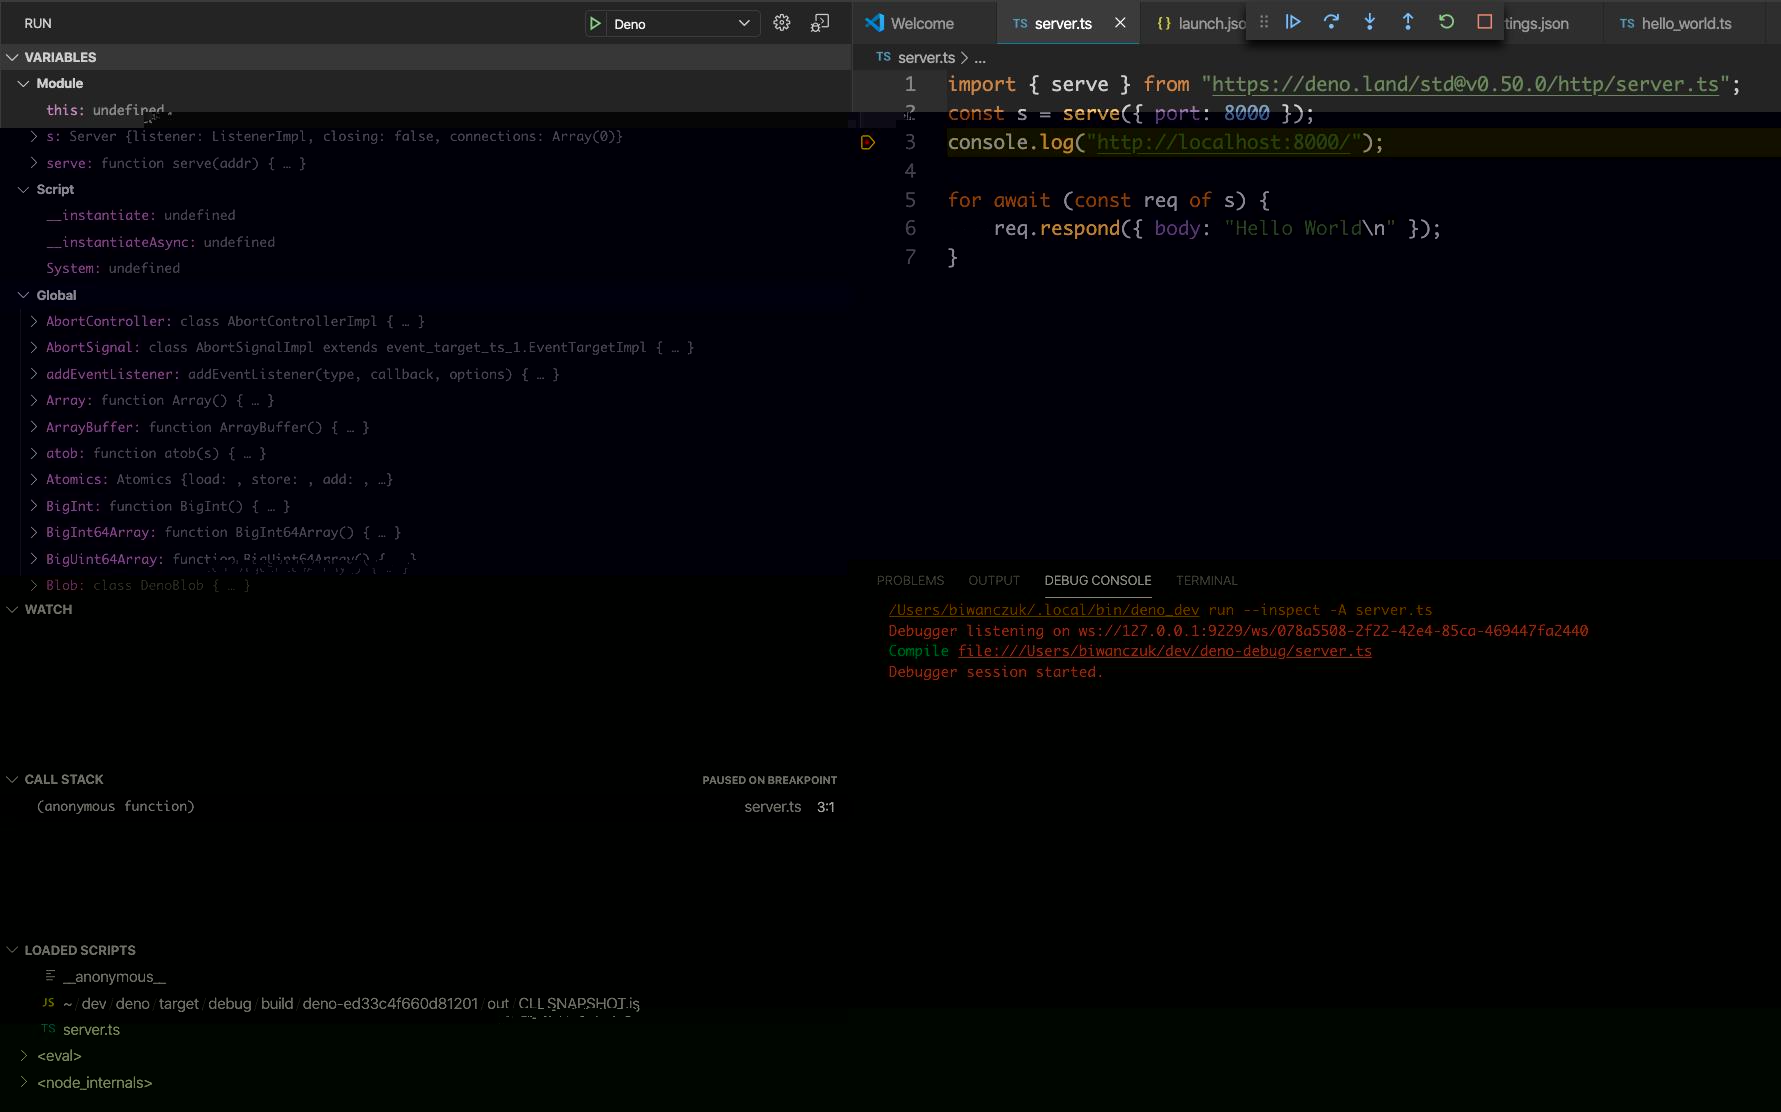 RUN
Deno
VARIABLES
Module
this: undefined
s: Server {listener: ListenerImpl, closing: false, connections: Array(0)}
serve: function serve(addr) { … }
Script
__instantiate: undefined
__instantiateAsync: undefined
System: undefined
Global
AbortController: class AbortControllerImpl { … }
AbortSignal: class AbortSignalImpl extends event_target_ts_1.EventTargetImpl { … }
addEventListener: addEventListener(type, callback, options) { … }
Array: function Array() { … }
ArrayBuffer: function ArrayBuffer() { … }
atob: function atob(s) { … }
Atomics: Atomics {load: , store: , add: , …}
BigInt: function BigInt() { … }
BigInt64Array: function BigInt64Array() { … }
BigUint64Array: function BigUint64Array() { … }
Blob: class DenoBlob { … }
WATCH
CALL STACK
PAUSED ON BREAKPOINT
(anonymous function)
server.ts 3:1
LOADED SCRIPTS
__anonymous__
JS ~/dev/deno/target/debug/build/deno-ed33c4f660d81201/out/CLI_SNAPSHOT.js
TS server.ts
<eval>
<node_internals>
Welcome
TS server.ts
{} launch.jso
tings.json
TS hello_world.ts
TS server.ts > ...
1 import { serve } from "https://deno.land/std@v0.50.0/http/server.ts";
2 const s = serve({ port: 8000 });
3 console.log("http://localhost:8000/");
4
5 for await (const req of s) {
6 req.respond({ body: "Hello World\n" });
7 }
PROBLEMS OUTPUT DEBUG CONSOLE TERMINAL
/Users/biwanczuk/.local/bin/deno_dev run --inspect -A server.ts
Debugger listening on ws://127.0.0.1:9229/ws/078a5508-2f22-42e4-85ca-469447fa2440
Compile file:///Users/biwanczuk/dev/deno-debug/server.ts
Debugger session started.